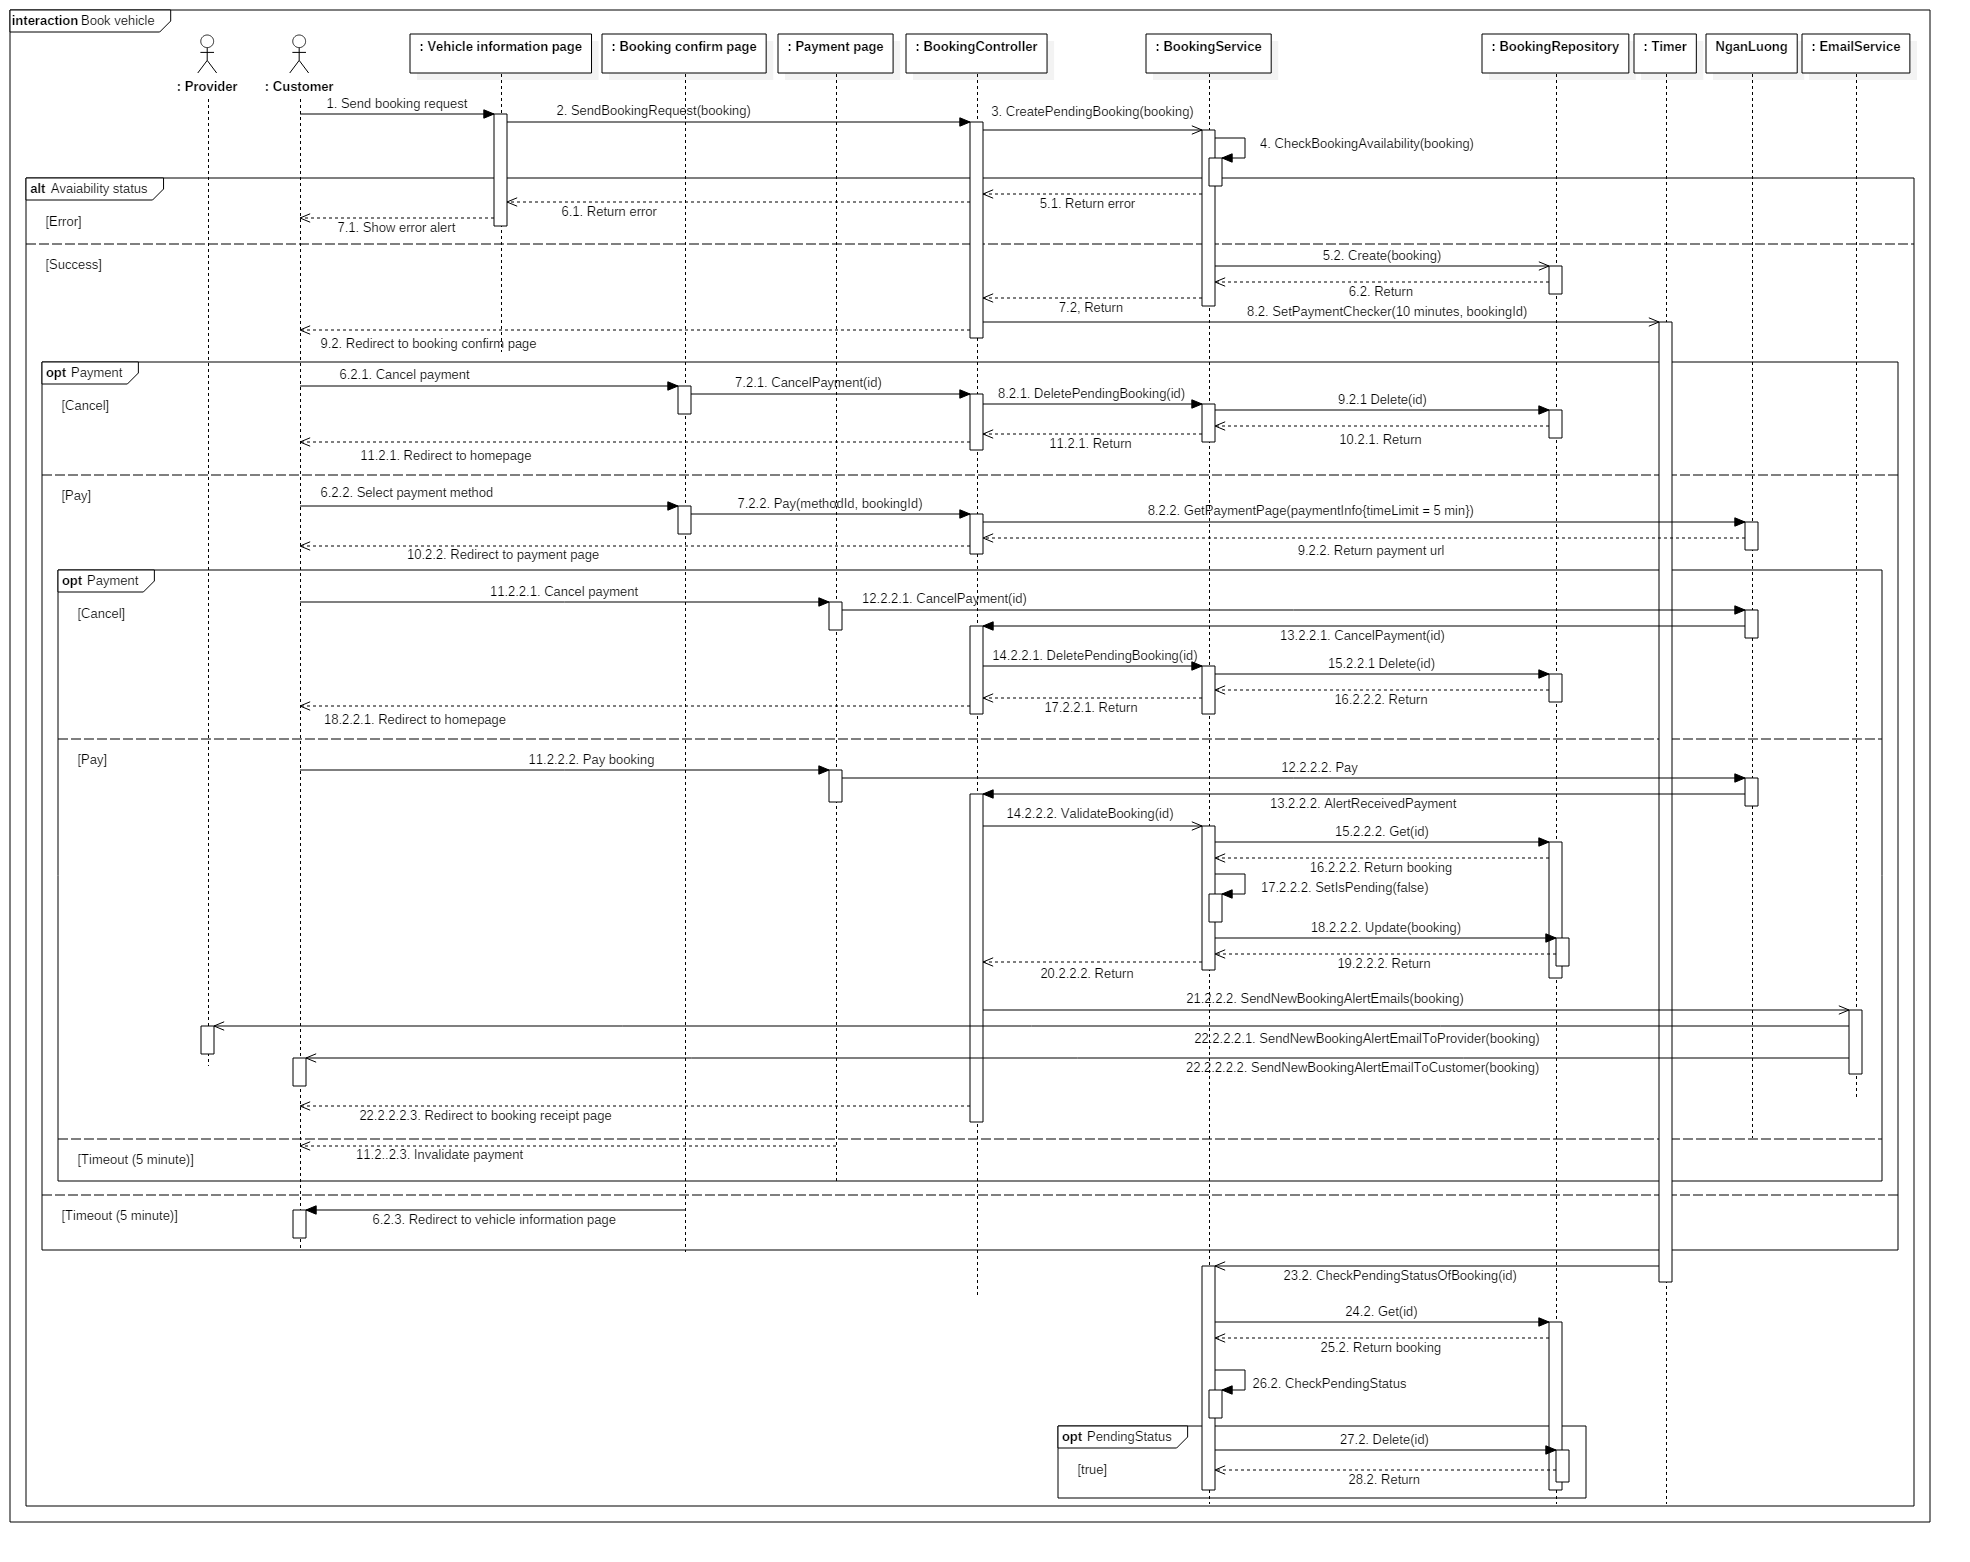 interaction Book vehicle
: Provider
: Customer
: Vehicle information page
: Booking confirm page
: Payment page
: BookingController
: BookingService
: BookingRepository
: Timer
NganLuong
: EmailService
1. Send booking request
2. SendBookingRequest(booking)
3. CreatePendingBooking(booking)
4. CheckBookingAvailability(booking)
alt Avaiability status
[Error]
5.1. Return error
6.1. Return error
7.1. Show error alert
[Success]
5.2. Create(booking)
6.2. Return
7.2, Return
8.2. SetPaymentChecker(10 minutes, bookingId)
9.2. Redirect to booking confirm page
opt Payment
[Cancel]
6.2.1. Cancel payment
7.2.1. CancelPayment(id)
8.2.1. DeletePendingBooking(id)
9.2.1 Delete(id)
10.2.1. Return
11.2.1. Return
11.2.1. Redirect to homepage
[Pay]
6.2.2. Select payment method
7.2.2. Pay(methodId, bookingId)
8.2.2. GetPaymentPage(paymentInfo{timeLimit = 5 min})
9.2.2. Return payment url
10.2.2. Redirect to payment page
opt Payment
[Cancel]
11.2.2.1. Cancel payment
12.2.2.1. CancelPayment(id)
13.2.2.1. CancelPayment(id)
14.2.2.1. DeletePendingBooking(id)
15.2.2.1 Delete(id)
16.2.2.2. Return
17.2.2.1. Return
18.2.2.1. Redirect to homepage
[Pay]
11.2.2.2. Pay booking
12.2.2.2. Pay
13.2.2.2. AlertReceivedPayment
14.2.2.2. ValidateBooking(id)
15.2.2.2. Get(id)
16.2.2.2. Return booking
17.2.2.2. SetIsPending(false)
18.2.2.2. Update(booking)
19.2.2.2. Return
20.2.2.2. Return
21.2.2.2. SendNewBookingAlertEmails(booking)
22.2.2.2.1. SendNewBookingAlertEmailToProvider(booking)
22.2.2.2.2. SendNewBookingAlertEmailToCustomer(booking)
22.2.2.2.3. Redirect to booking receipt page
[Timeout (5 minute)]
11.2..2.3. Invalidate payment
[Timeout (5 minute)]
6.2.3. Redirect to vehicle information page
23.2. CheckPendingStatusOfBooking(id)
24.2. Get(id)
25.2. Return booking
26.2. CheckPendingStatus
opt PendingStatus
[true]
27.2. Delete(id)
28.2. Return